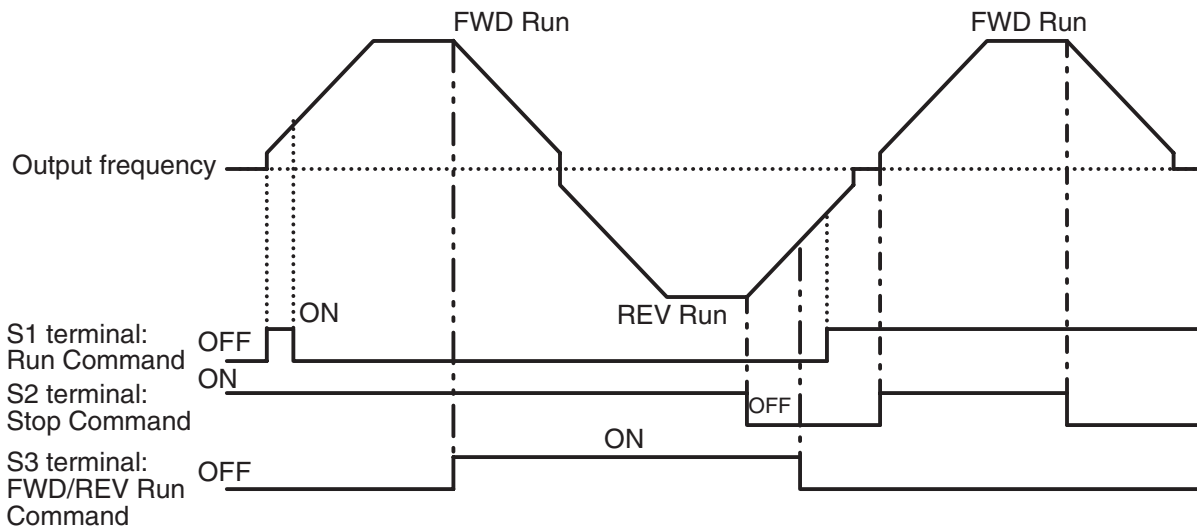 FWD Run
FWD Run
Output frequency
REV Run
ON
S1 terminal:
Run Command
OFF
ON
S2 terminal:
Stop Command
OFF
ON
S3 terminal:
FWD/REV Run
Command
OFF